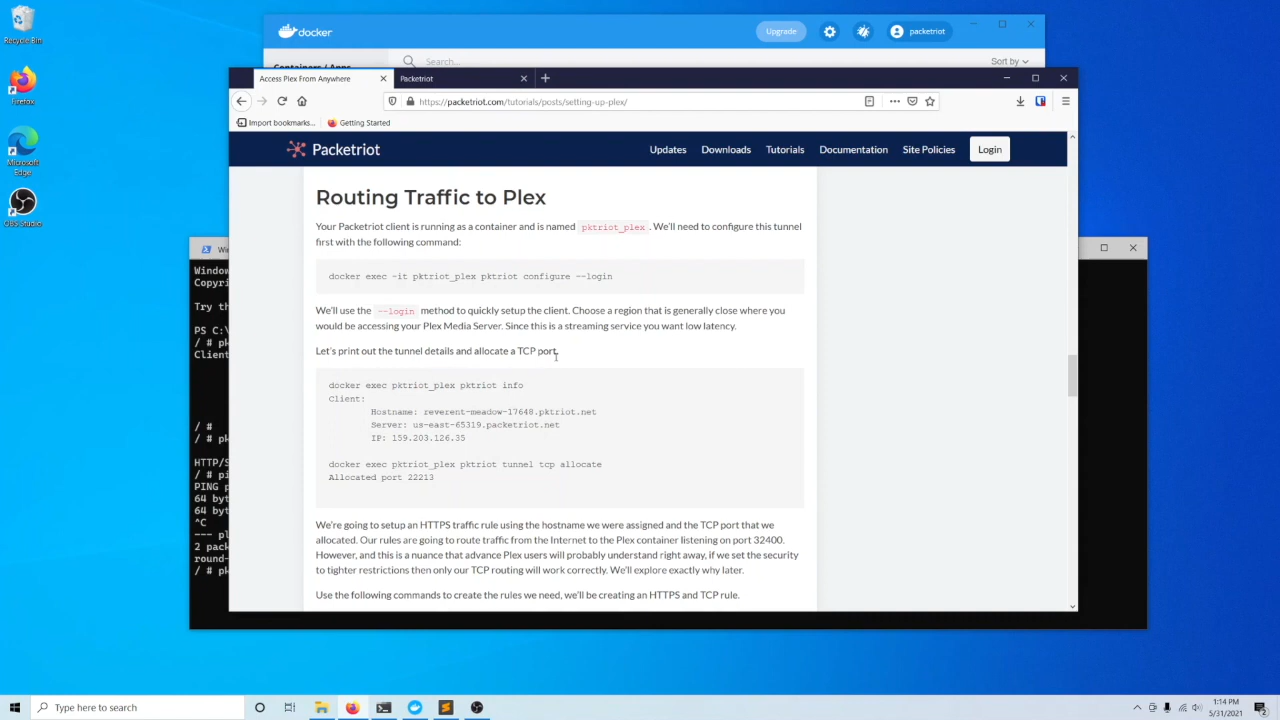 Recycle Bin
Firefox
Microsoft
Edge
OBS Studio
docker
Upgrade
packetriot
Containers / Apps
Search...
Sort by
Access Plex From Anywhere
Packetriot
https://packetriot.com/tutorials/posts/setting-up-plex/
Import bookmarks...
Getting Started
Packetriot
Updates
Downloads
Tutorials
Documentation
Site Policies
Login
Routing Traffic to Plex
Your Packetriot client is running as a container and is named pktriot_plex. We'll need to configure this tunnel
first with the following command:
docker exec -it pktriot_plex pktriot configure --login
We'll use the --login method to quickly setup the client. Choose a region that is generally close where you
would be accessing your Plex Media Server. Since this is a streaming service you want low latency.
Let's print out the tunnel details and allocate a TCP port.
docker exec pktriot_plex pktriot info
Client:
Hostname: reverent-meadow-17648.pktriot.net
Server: us-east-65319.packetriot.net
IP: 159.203.126.35
docker exec pktriot_plex pktriot tunnel tcp allocate
Allocated port 22213
We're going to setup an HTTPS traffic rule using the hostname we were assigned and the TCP port that we
allocated. Our rules are going to route traffic from the Internet to the Plex container listening on port 32400.
However, and this is a nuance that advance Plex users will probably understand right away, if we set the security
to tighter restrictions then only our TCP routing will work correctly. We'll explore exactly why later.
Use the following commands to create the rules we need, we'll be creating an HTTPS and TCP rule.
Wi
Windo
Copyri
Try th
PS C:\
Client
/ #
/ # pk
HTTP/S
/ # pi
PING p
64 byt
64 byt
^C
--- pl
2 pack
round-
/ # pk
Type here to search
1:14 PM
5/31/2021
2